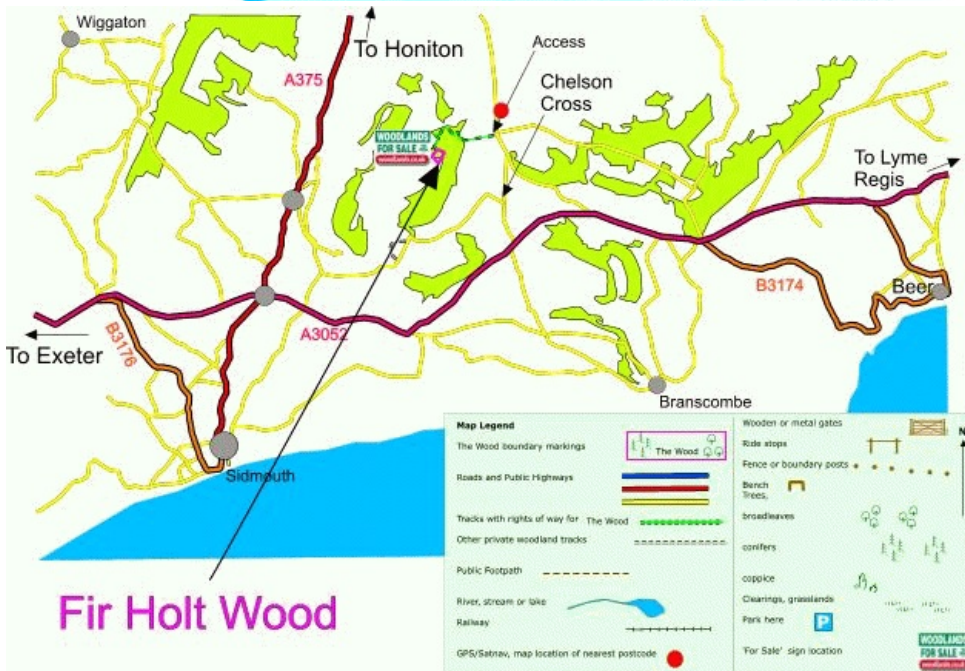 Wiggaton
To Honiton
A375
Access
Chelson
Cross
WOODLANDS
FOR SALE
woodlands.co.uk
To Lyme
Regis
B3174
Beer
A3052
B3176
To Exeter
Branscombe
Sidmouth
Fir Holt Wood
Map Legend
The Wood boundary markings
The Wood
Roads and Public Highways
Tracks with rights of way for The Wood
Other private woodland tracks
Public Footpath
River, stream or lake
Railway
GPS/Satnav, map location of nearest postcode
Wooden or metal gates
Ride stops
Fence or boundary posts
Bench
Trees,
broadleaves
conifers
coppice
Clearings, grasslands
Park here
P
'For Sale' sign location
WOODLANDS
FOR SALE
N